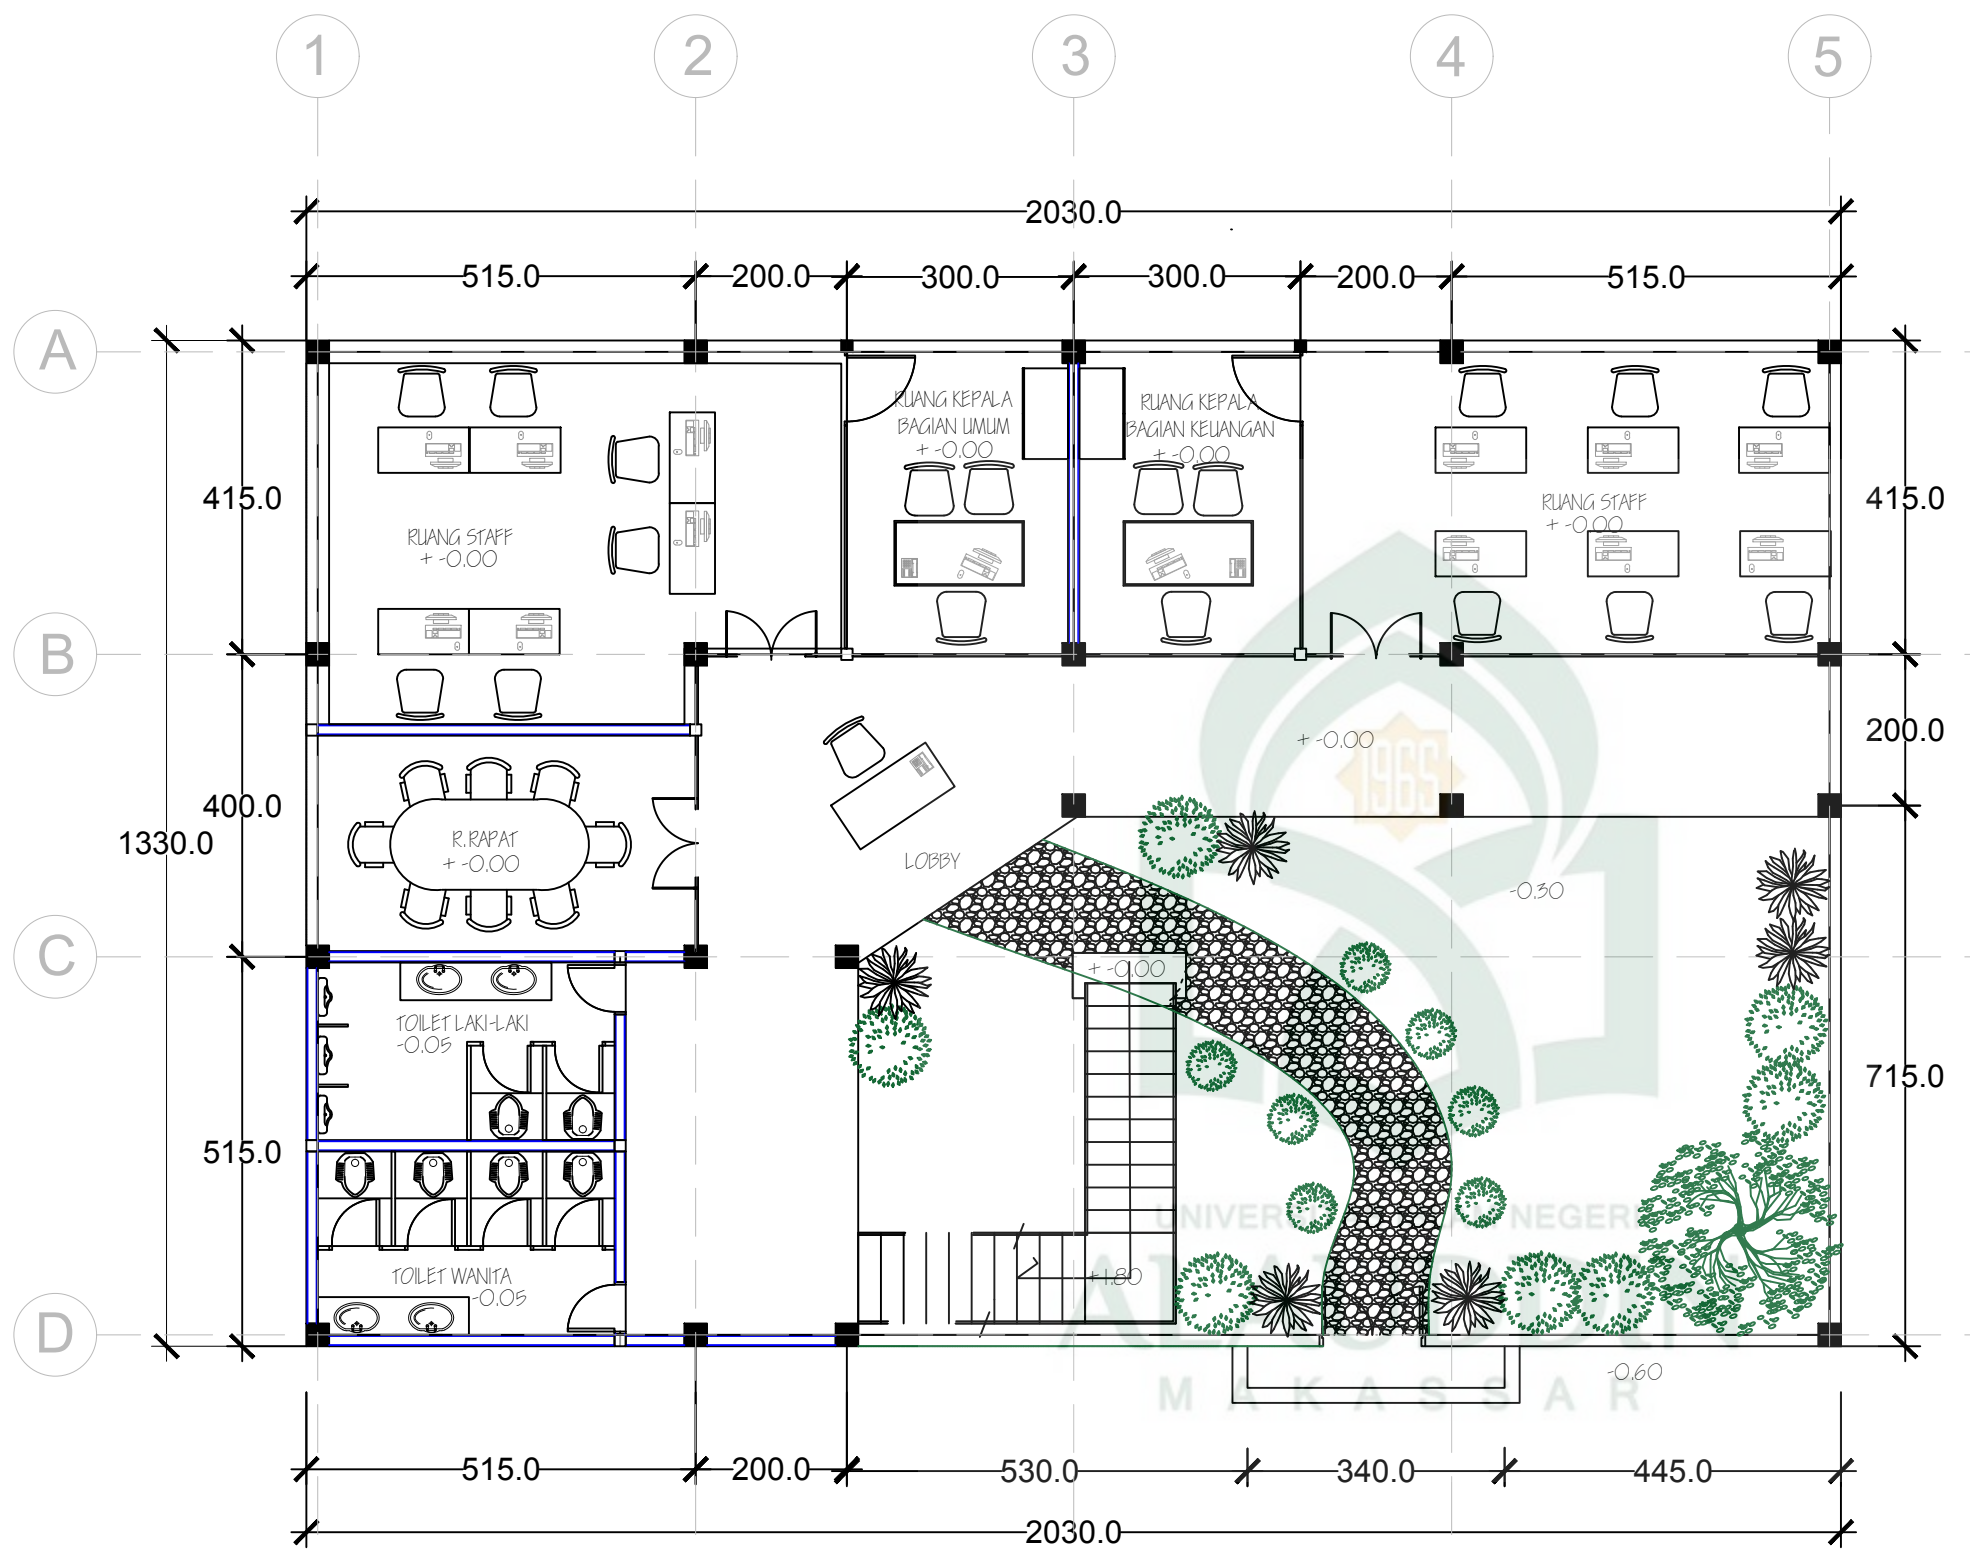 1 2 3 4 5
2030.0
515.0 200.0 300.0 300.0 200.0 515.0
A
RUANG KEPALA
BAGIAN UMUM
+ -0.00
RUANG KEPALA
BAGIAN KEUANGAN
+ -0.00
415.0
415.0
RUANG STAFF
+ -0.00
RUANG STAFF
+ -0.00
B
+ -0.00
1965
200.0
400.0
1330.0
R.RAPAT
+ -0.00
LOBBY
-0.30
C
+ -0.00
TOILET LAKI-LAKI
-0.05
715.0
515.0
TOILET WANITA
-0.05
+1.80
NEGERI
ALAUDDIN
D
-0.60
MAKASSAR
515.0 200.0 530.0 340.0 445.0
2030.0